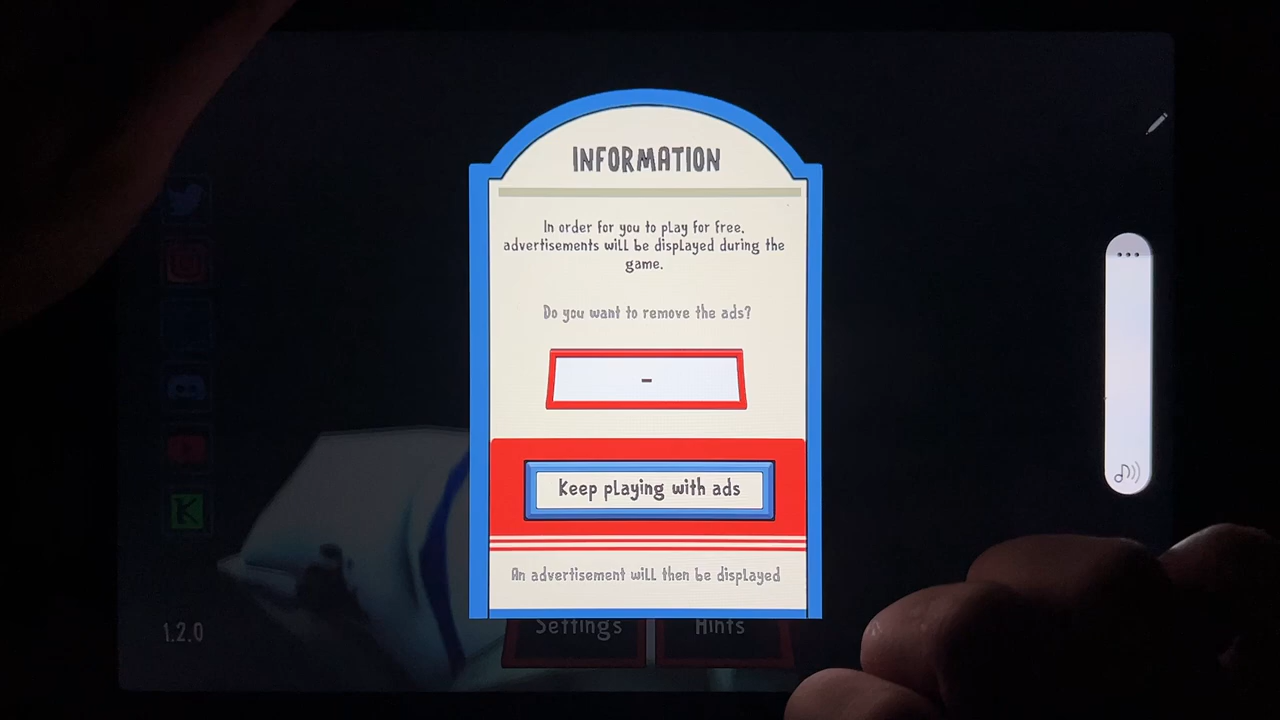 INFORMATION
In order for you to play for free,
advertisements will be displayed during the
game.
Do you want to remove the ads?
-
Keep playing with ads
An advertisement will then be displayed
Settings
Hints
1.2.0